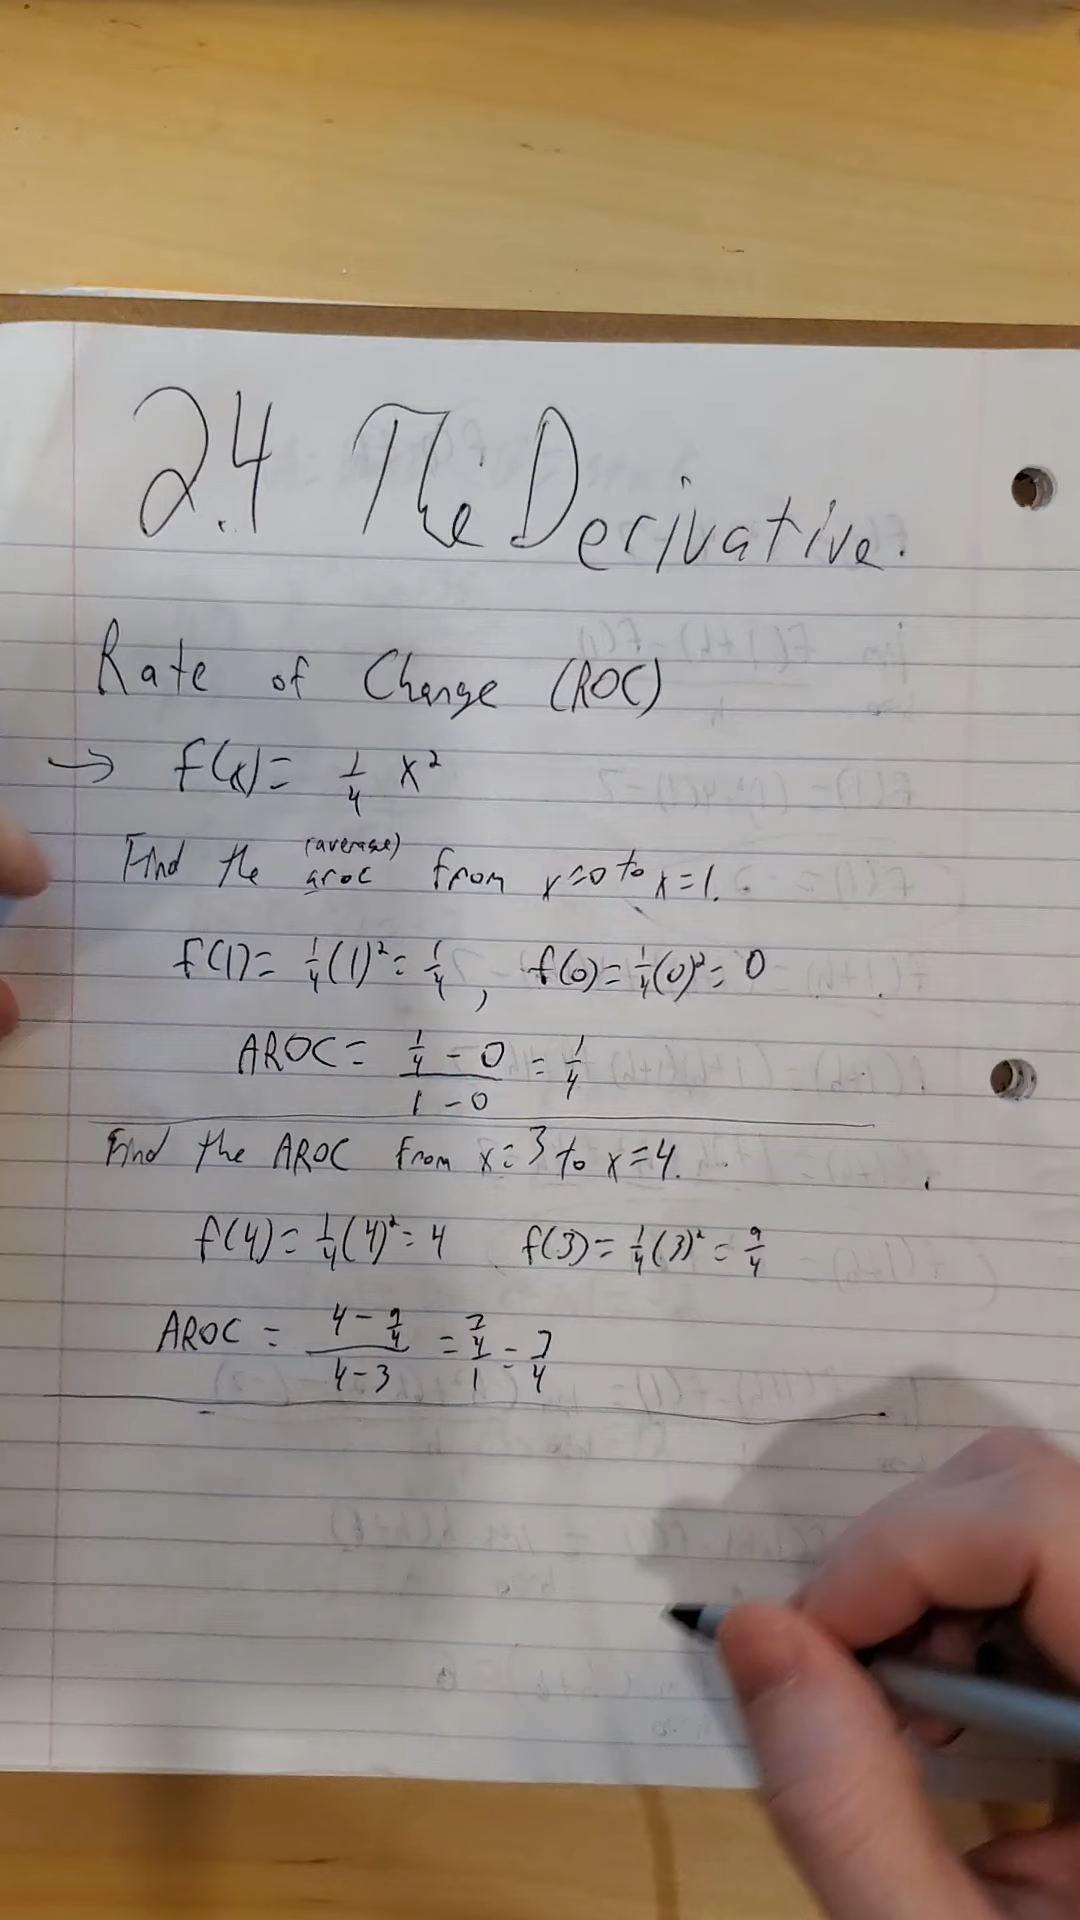 2.4 The Derivative.
Rate of Change (ROC)
→ f(x) = 1/4 x²
Find the (average) aroc from x=0 to x=1.
f(1) = 1/4(1)² = 1/4, f(0) = 1/4(0)² = 0
AROC = (1/4 - 0)/(1 - 0) = 1/4
Find the AROC from x=3 to x=4.
f(4) = 1/4(4)² = 4 f(3) = 1/4(3)² = 9/4
AROC = (4 - 9/4)/(4 - 3) = (7/4)/1 = 7/4